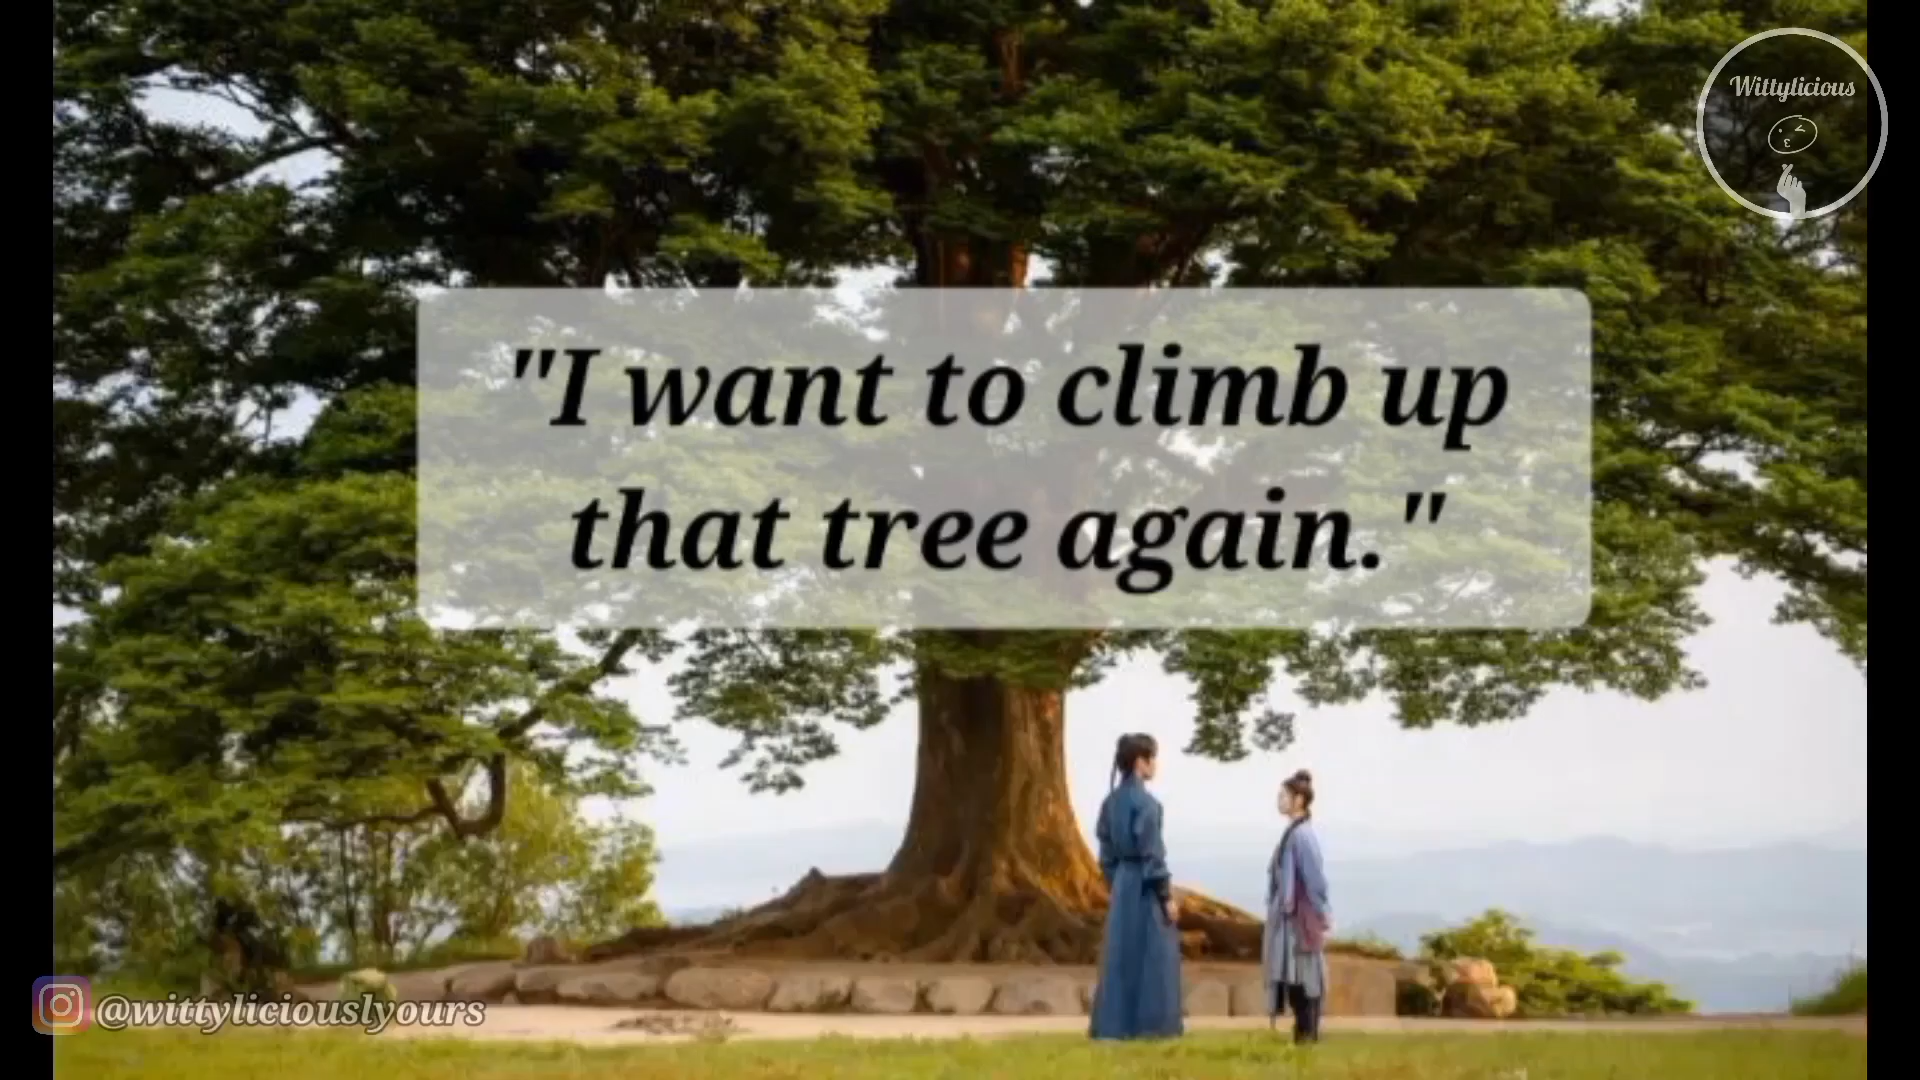 Wittylicious
"I want to climb up
that tree again."
@wittyliciouslyours